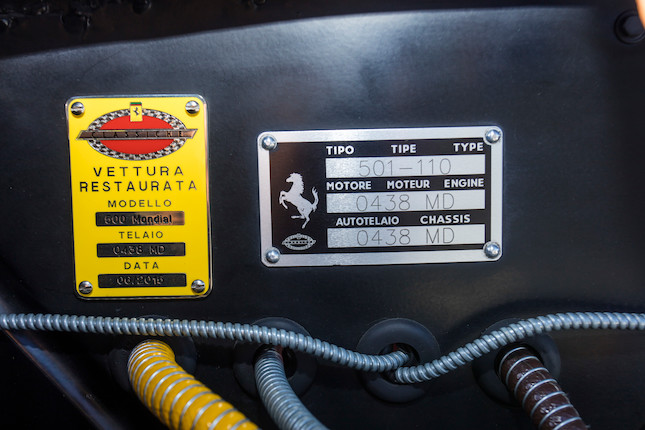 CLASSICHE
VETTURA
RESTAURATA
MODELLO
500 Mondial
TELAIO
0438 MD
DATA
06.2015
TIPO TIPE TYPE
501-110
MOTORE MOTEUR ENGINE
0438 MD
AUTOTELAIO CHASSIS
0438 MD